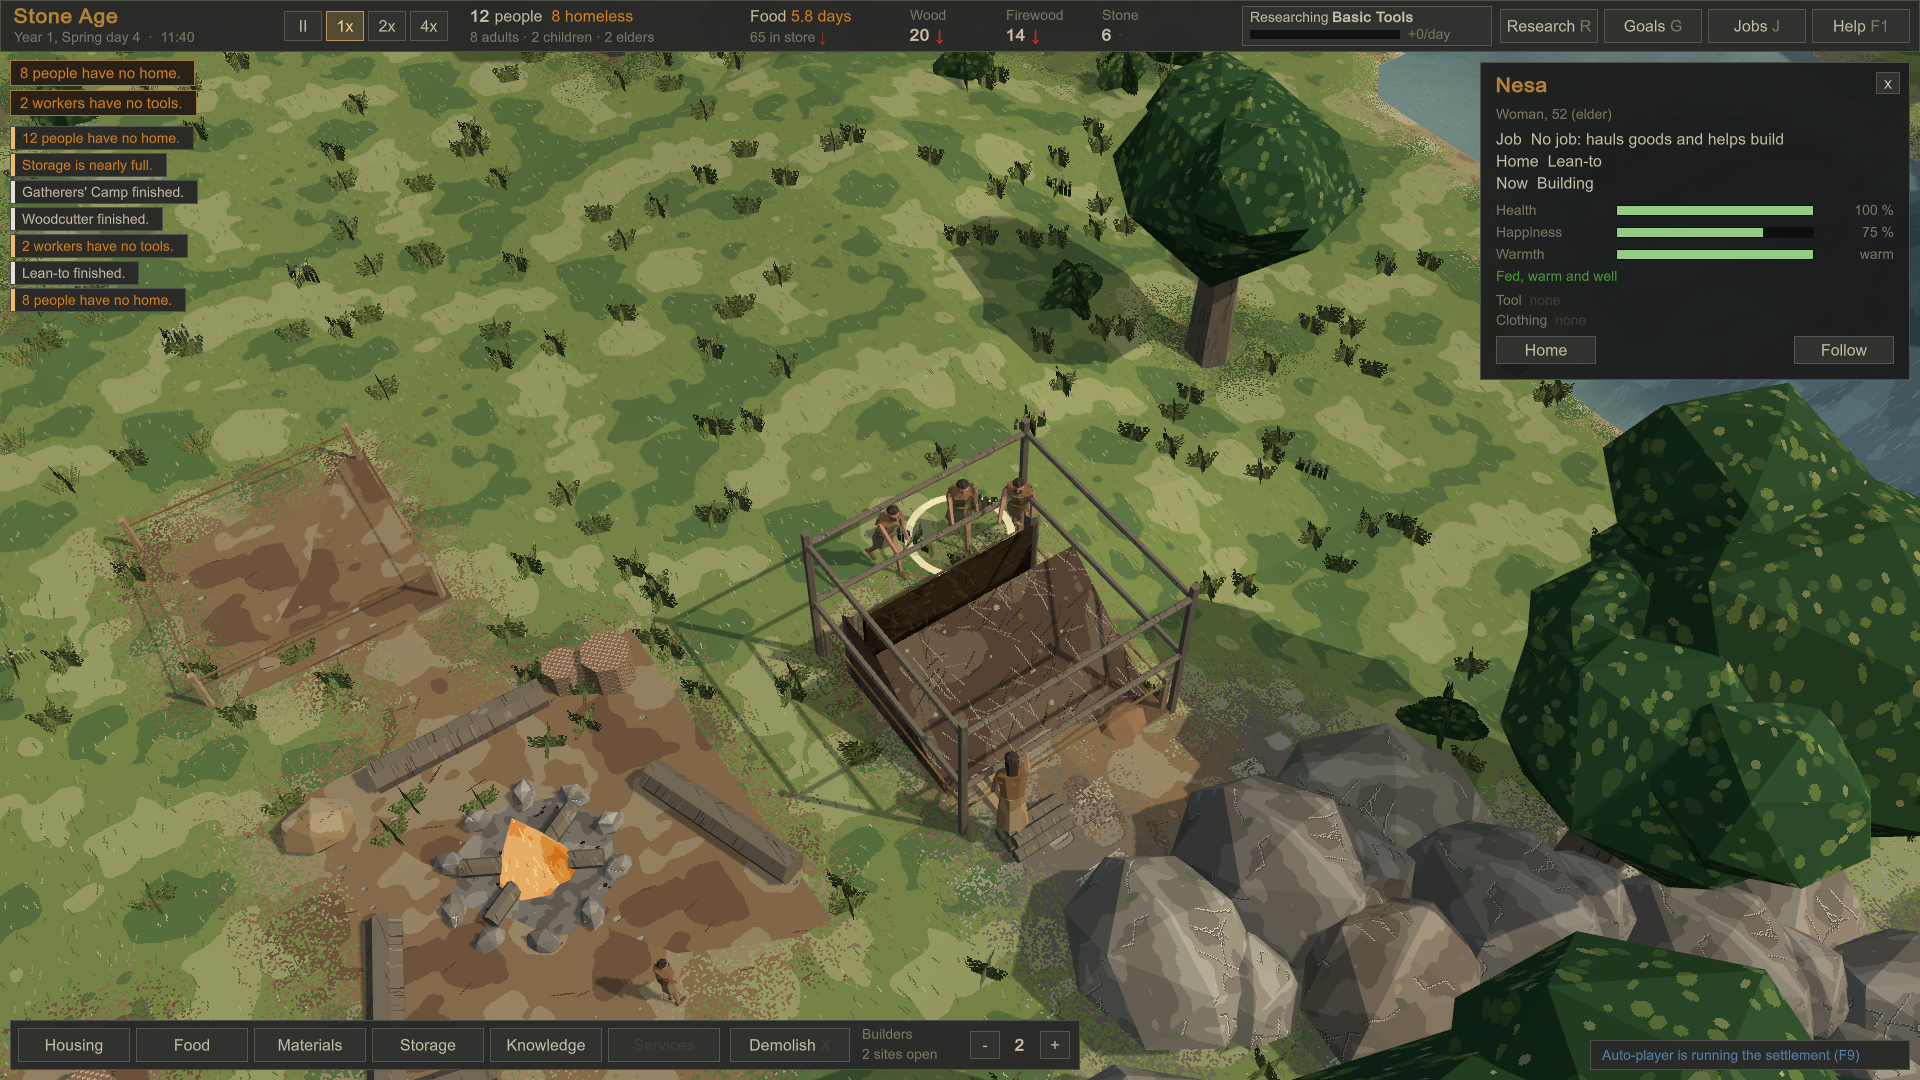 Stone Age
Year 1, Spring day 4 · 11:40
II 1x 2x 4x
12 people 8 homeless
8 adults · 2 children · 2 elders
Food 5.8 days
65 in store ↓
Wood
20 ↓
Firewood
14 ↓
Stone
6
Researching Basic Tools
+0/day
Research R
Goals G
Jobs J
Help F1
8 people have no home.
2 workers have no tools.
12 people have no home.
Storage is nearly full.
Gatherers' Camp finished.
Woodcutter finished.
2 workers have no tools.
Lean-to finished.
8 people have no home.
Nesa
X
Woman, 52 (elder)
Job No job: hauls goods and helps build
Home Lean-to
Now Building
Health 100 %
Happiness 75 %
Warmth warm
Fed, warm and well
Tool none
Clothing none
Home
Follow
Housing
Food
Materials
Storage
Knowledge
Services
Demolish X
Builders
2 sites open
- 2 +
Auto-player is running the settlement (F9)